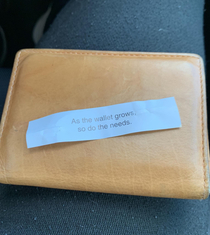 As the wallet grows,
so do the needs.